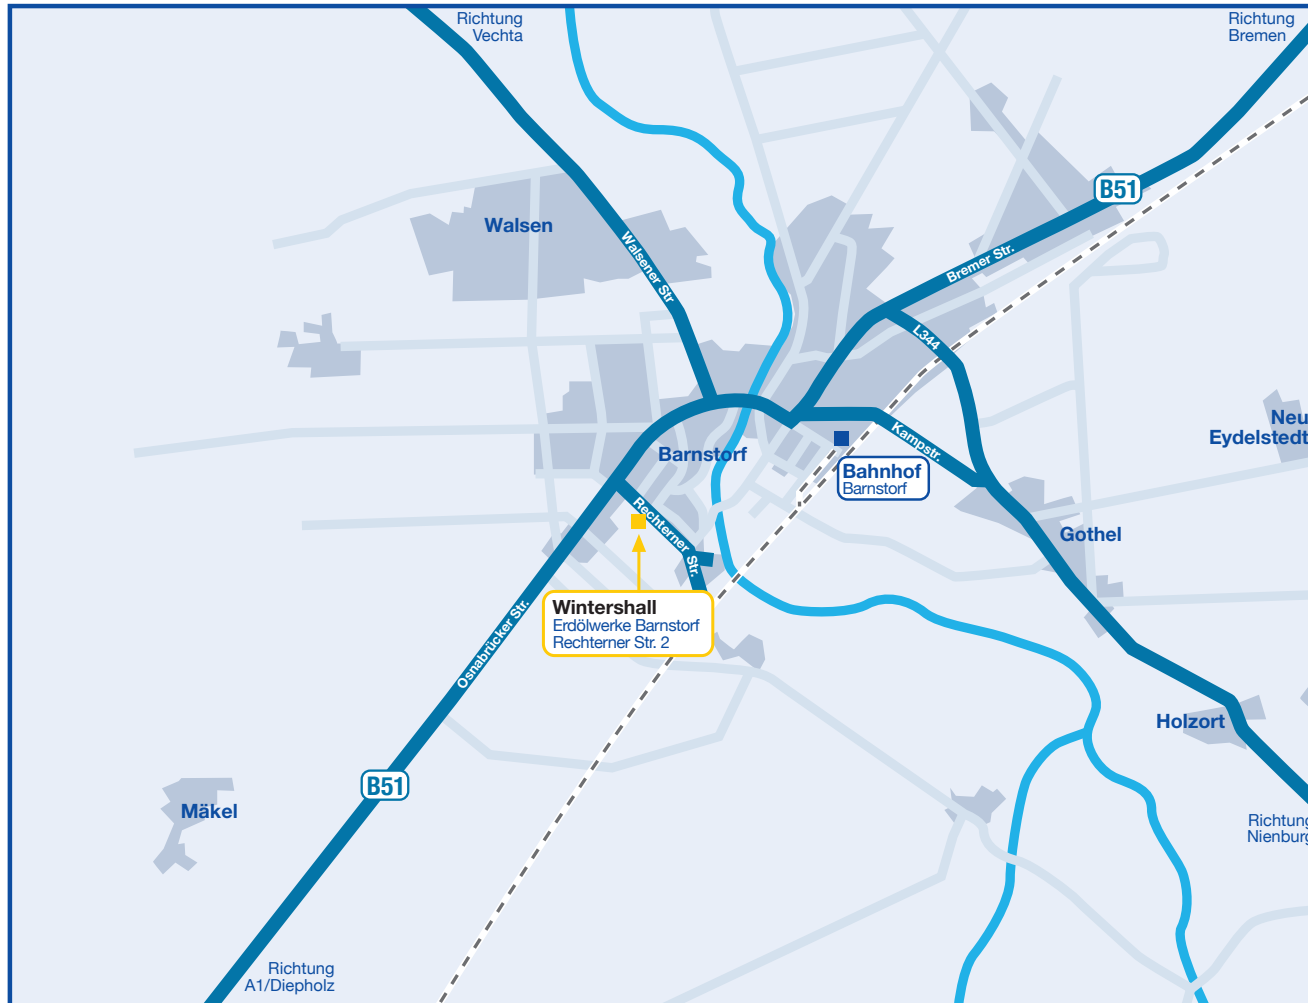 Richtung
Vechta
Richtung
Bremen
B51
Walsen
Walsener Str
Bremer Str.
L344
Neu
Eydelstedt
Kampstr.
Barnstorf
Bahnhof
Barnstorf
Rechterner Str.
Gothel
Wintershall
Erdölwerke Barnstorf
Rechterner Str. 2
Osnabrücker Str.
Holzort
B51
Mäkel
Richtung
Nienburg
Richtung
A1/Diepholz